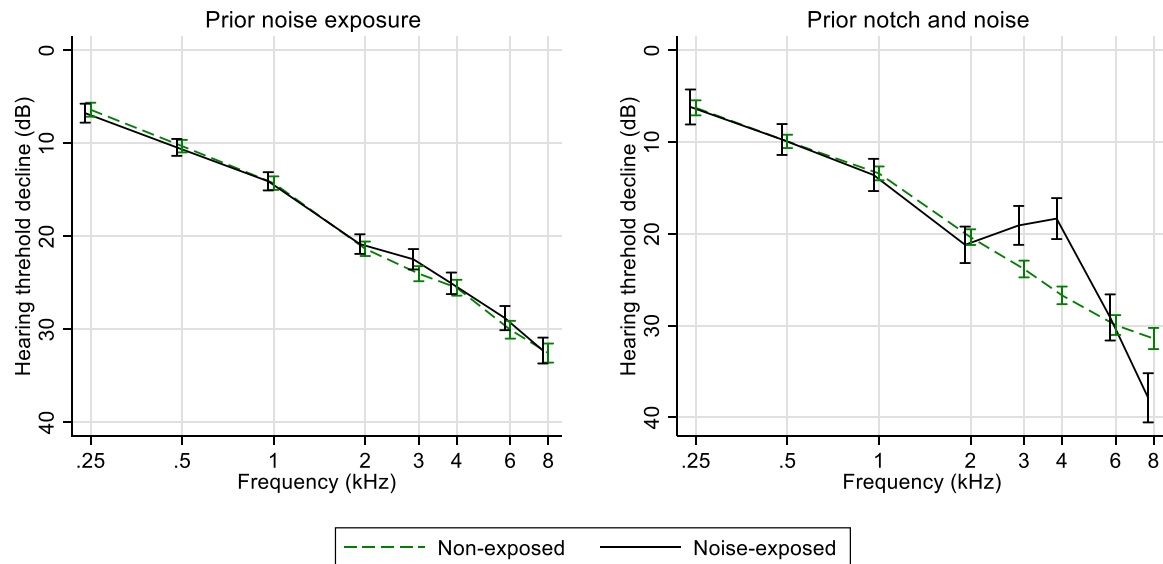 Prior noise exposure
Hearing threhold decline (dB)
0
10
20
30
40
.25 .5 1 2 3 4 6 8
Frequency (kHz)
Prior notch and noise
Hearing threhold decline (dB)
0
10
20
30
40
.25 .5 1 2 3 4 6 8
Frequency (kHz)
Non-exposed Noise-exposed